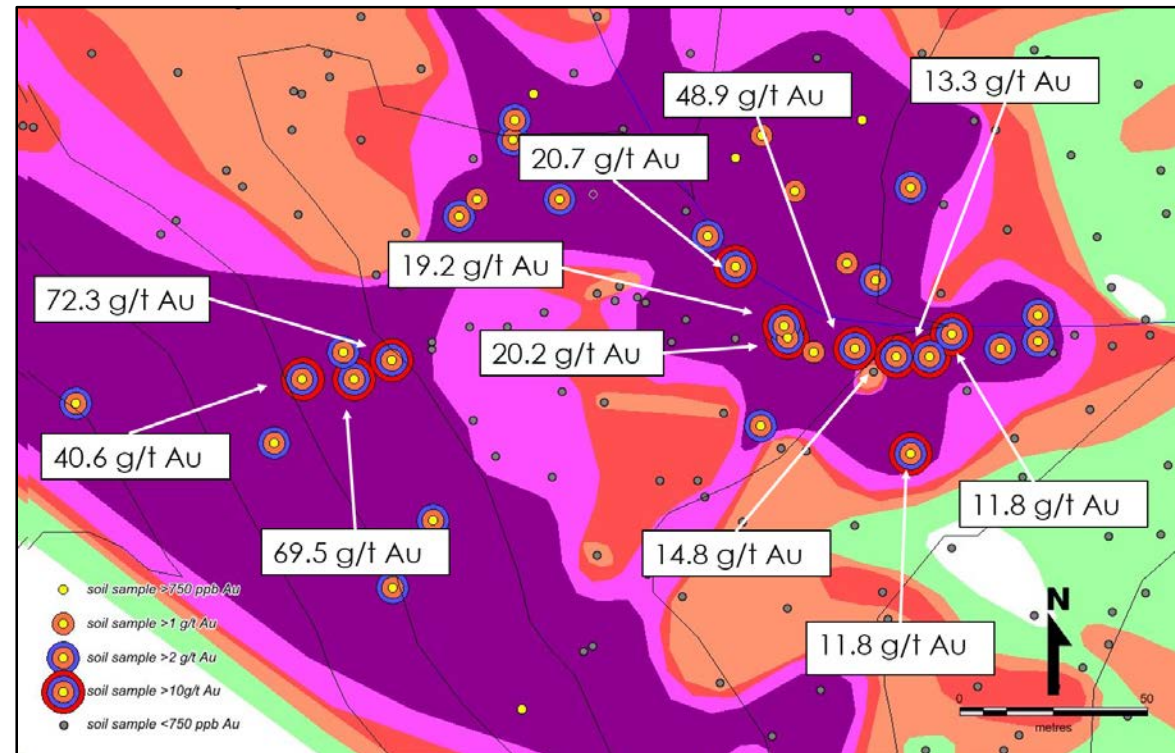 13.3 g/t Au
48.9 g/t Au
20.7 g/t Au
19.2 g/t Au
72.3 g/t Au
20.2 g/t Au
40.6 g/t Au
11.8 g/t Au
69.5 g/t Au
14.8 g/t Au
11.8 g/t Au
soil sample >750 ppb Au
soil sample >1 g/t Au
soil sample >2 g/t Au
soil sample >10g/t Au
soil sample <750 ppb Au
N
0 50
metres